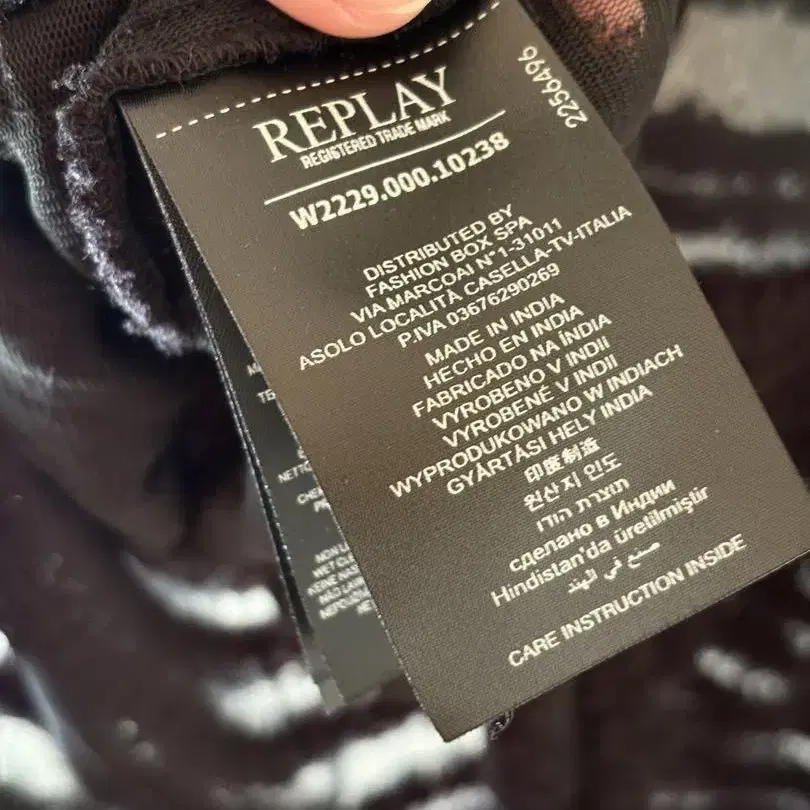 REPLAY
REGISTERED TRADE MARK
2256496
W2229.000.10238
DISTRIBUTED BY
FASHION BOX SPA
VIA MARCOAI N°1-31011
ASOLO LOCALITÀ CASELLA-TV-ITALIA
P.IVA 03676290269
MADE IN INDIA
HECHO EN INDIA
FABRICADO NA ÍNDIA
VYROBENO V INDII
VYROBENÉ V INDII
WYPRODUKOWANO W INDIACH
GYÁRTÁSI HELY INDIA
印度制造
원산지 인도
תוצרת הודו
сделано в Индии
Hindistan'da üretilmiştir
صنع في الهند
CARE INSTRUCTION INSIDE